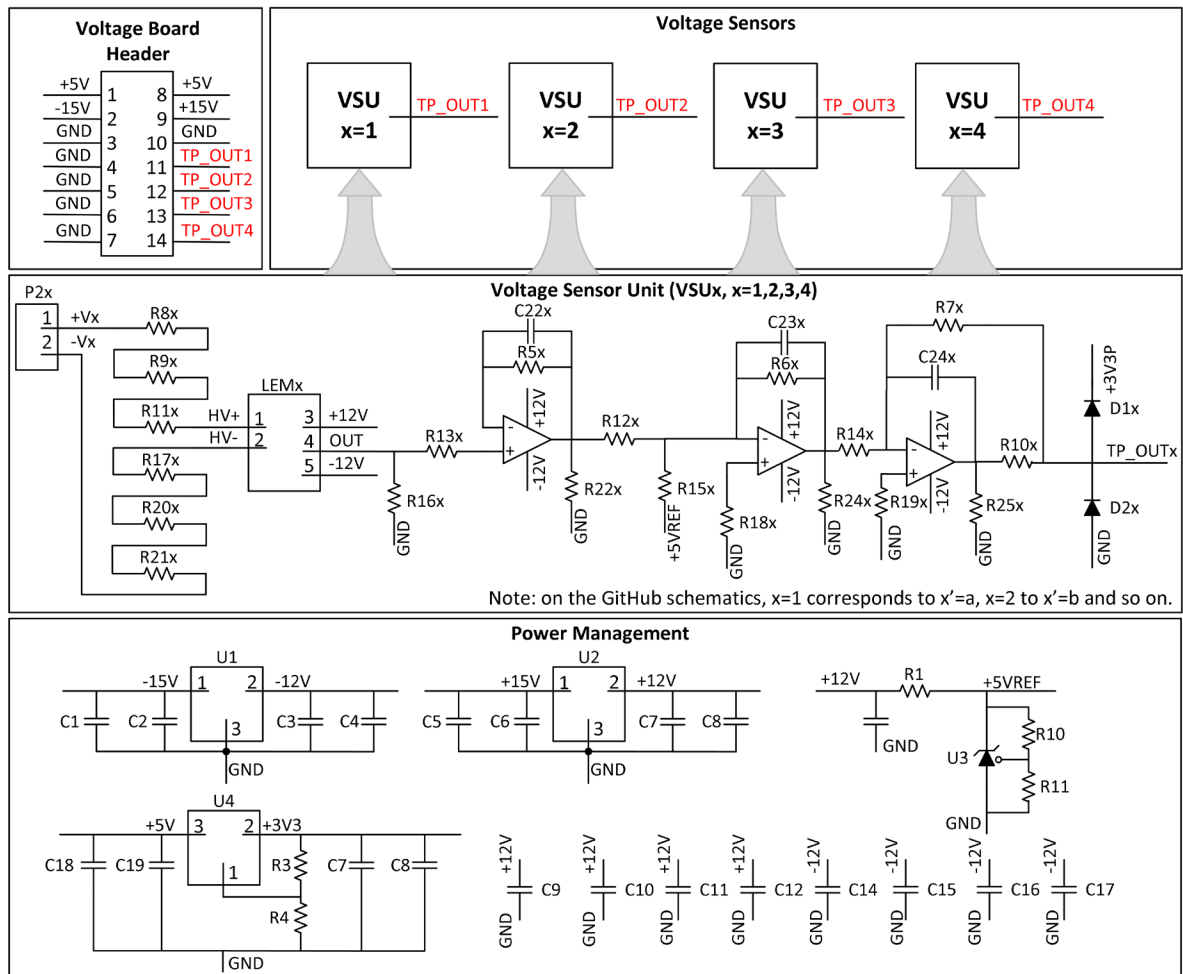 Voltage Board
Header
+5V 1 8 +5V
-15V 2 9 +15V
GND 3 10 GND
GND 4 11 TP_OUT1
GND 5 12 TP_OUT2
GND 6 13 TP_OUT3
GND 7 14 TP_OUT4
Voltage Sensors
VSU
x=1
TP_OUT1
VSU
x=2
TP_OUT2
VSU
x=3
TP_OUT3
VSU
x=4
TP_OUT4
Voltage Sensor Unit (VSUx, x=1,2,3,4)
P2x
1 +Vx
2 -Vx
R8x
R9x
R11x
R17x
R20x
R21x
HV+
HV-
LEMx
1 3 +12V
2 4 OUT
5 -12V
R16x
GND
R13x
C22x
R5x
-
+
+12V
-12V
R22x
GND
R12x
R15x
+5VREF
C23x
R6x
-
+
+12V
-12V
R18x
GND
R24x
GND
R14x
R7x
C24x
-
+
+12V
-12V
R19x
GND
R25x
GND
R10x
+3V3P
D1x
TP_OUTx
D2x
GND
Note: on the GitHub schematics, x=1 corresponds to x’=a, x=2 to x’=b and so on.
Power Management
U1
-15V 1 2 -12V
3
C1 C2 C3 C4
GND
U2
+15V 1 2 +12V
3
C5 C6 C7 C8
GND
+12V R1 +5VREF
GND
U3
R10
R11
GND
U4
+5V 3 2 +3V3
1
C18 C19 R3 C7 C8
R4
GND
+12V
C9
GND
+12V
C10
GND
+12V
C11
GND
+12V
C12
GND
-12V
C14
GND
-12V
C15
GND
-12V
C16
GND
-12V
C17
GND